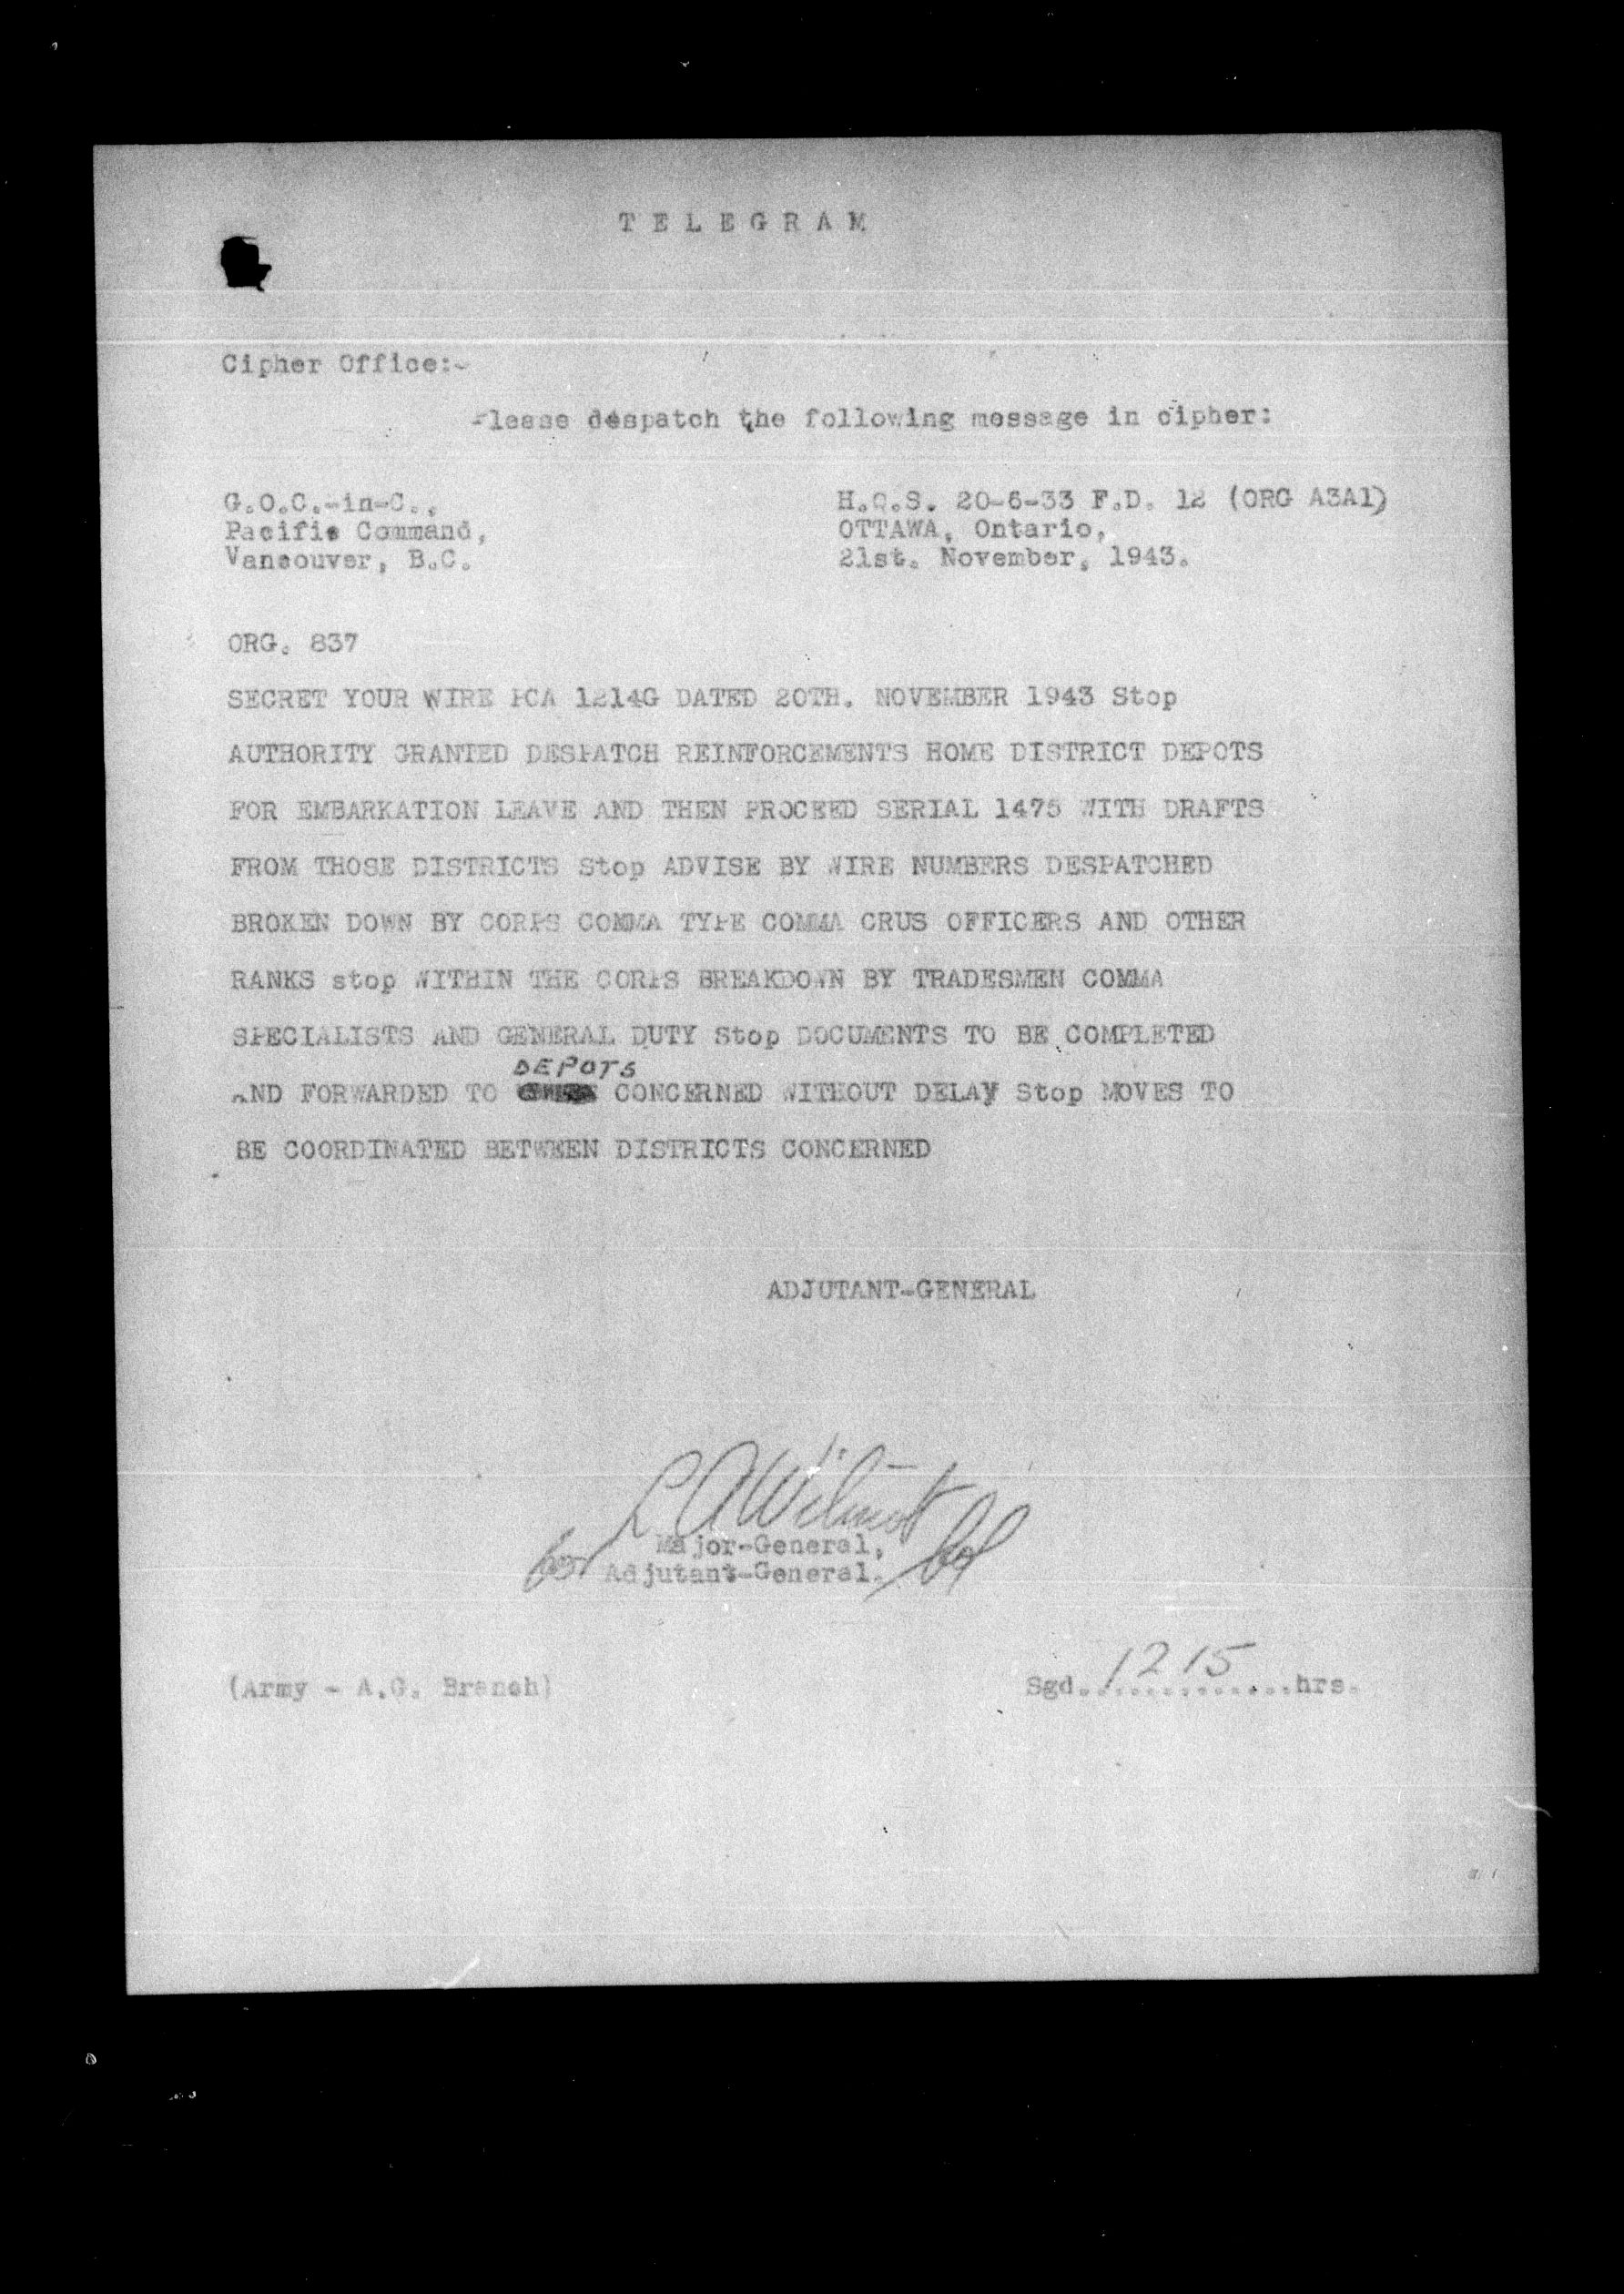 TELEGRAM
Cipher Office:-
Please despatch the following message in cipher:
G.O.C.-in-C.,
Pacific Command,
Vancouver, B.C.
H.Q.S. 20-6-33 F.D. 12 (ORG A3A1)
OTTAWA, Ontario,
21st. November, 1943.
ORG. 837
SECRET YOUR WIRE PCA 1214G DATED 20TH. NOVEMBER 1943 Stop
AUTHORITY GRANTED DESPATCH REINFORCEMENTS HOME DISTRICT DEPOTS
FOR EMBARKATION LEAVE AND THEN PROCEED SERIAL 1475 WITH DRAFTS
FROM THOSE DISTRICTS Stop ADVISE BY WIRE NUMBERS DESPATCHED
BROKEN DOWN BY CORPS COMMA TYPE COMMA CRUS OFFICERS AND OTHER
RANKS stop WITHIN THE CORPS BREAKDOWN BY TRADESMEN COMMA
SPECIALISTS AND GENERAL DUTY Stop DOCUMENTS TO BE COMPLETED
DEPOTS
AND FORWARDED TO CONCERNED WITHOUT DELAY Stop MOVES TO
BE COORDINATED BETWEEN DISTRICTS CONCERNED
ADJUTANT-GENERAL
L A Wilmot
Major-General,
for Adjutant-General. Col
(Army - A.G. Branch)
Sgd. 1215 hrs.